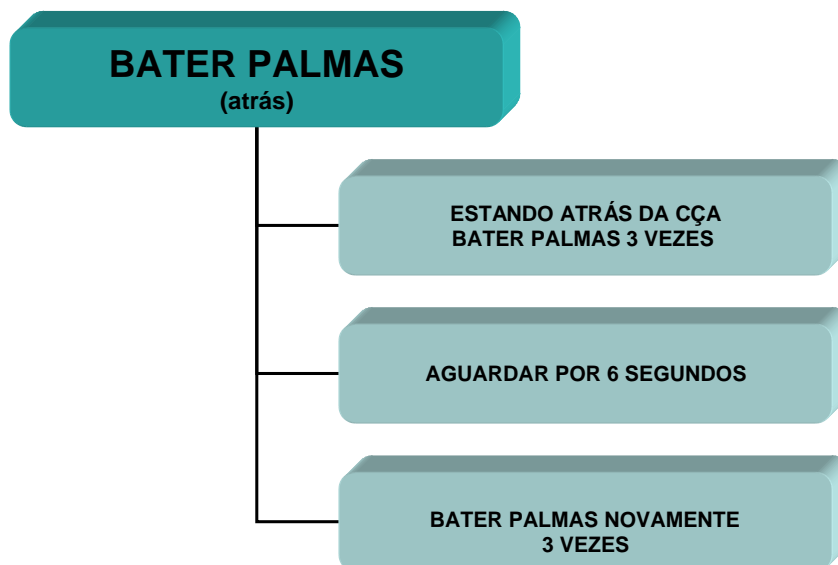 BATER PALMAS
(atrás)
ESTANDO ATRÁS DA CÇA
BATER PALMAS 3 VEZES
AGUARDAR POR 6 SEGUNDOS
BATER PALMAS NOVAMENTE
3 VEZES